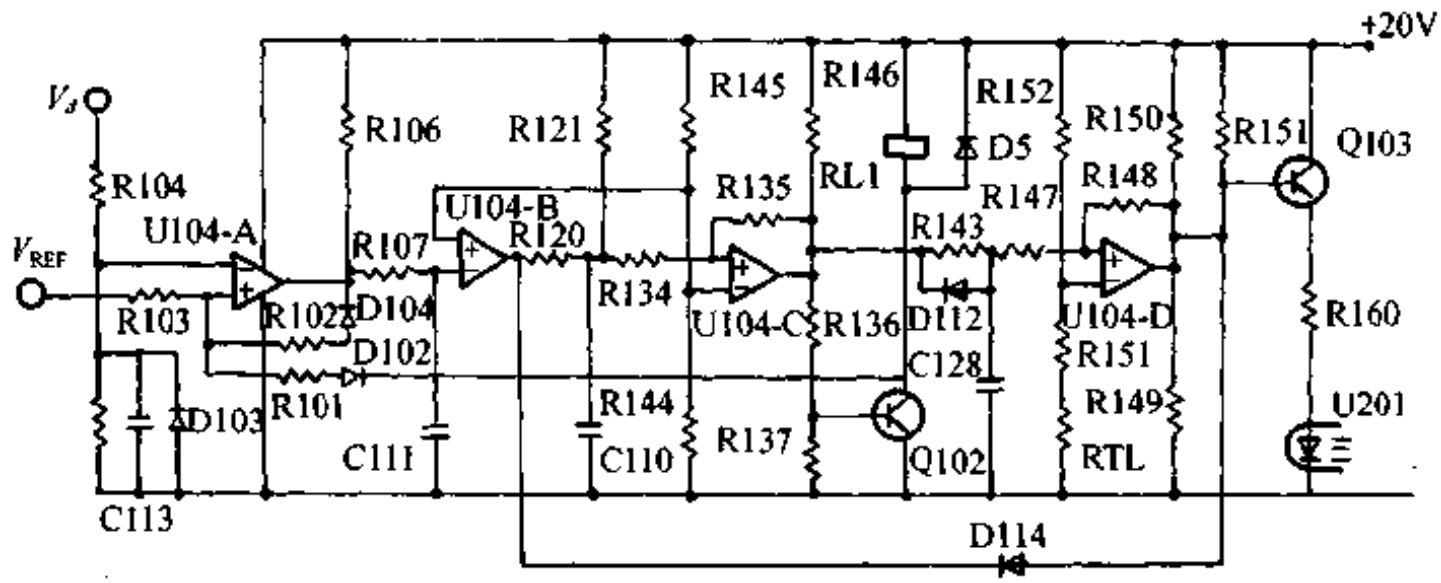 +20V
R145
R146
V_d
R106
R121
R152
R150
R151
Q103
D5
R104
R135
RL1
R148
U104-A
U104-B
R147
R107
R120
R143
V_REF
R134
R103
D104
U104-C
R136
D112
U104-D
R160
R102
D102
C128
R151
R101
R144
R149
U201
D103
C111
C110
R137
Q102
RTL
C113
D114